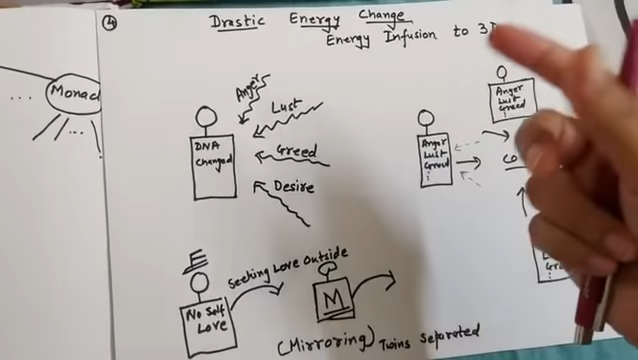 ④ Drastic Energy Change
Energy Infusion to 3
Monad
Anger
Lust
Greed
Desire
DNA
Changed
Anger
Lust
Greed
Anger
Lust
Greed
E
No Self
Love
Seeking Love Outside
M
(Mirroring) Twins Separated